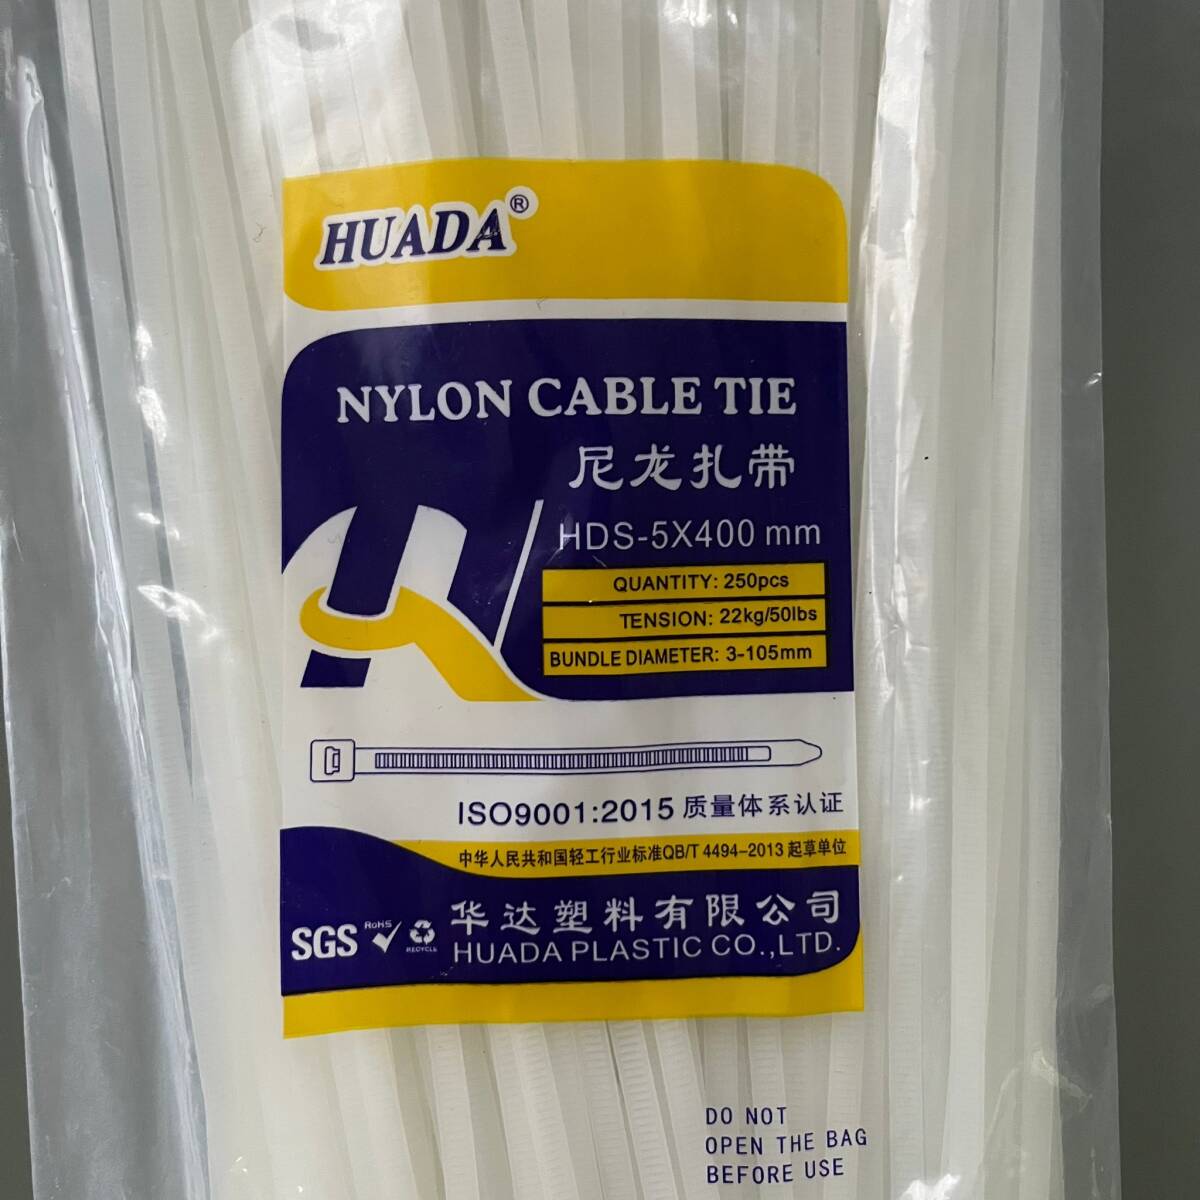 HUADA®
NYLON CABLE TIE
尼龙扎带
HDS-5X400 mm
QUANTITY: 250pcs
TENSION: 22kg/50lbs
BUNDLE DIAMETER: 3-105mm
ISO9001:2015 质量体系认证
中华人民共和国轻工行业标准QB/T 4494-2013 起草单位
SGS RoHS RECYCLE 华达塑料有限公司
HUADA PLASTIC CO.,LTD.
DO NOT
OPEN THE BAG
BEFORE USE